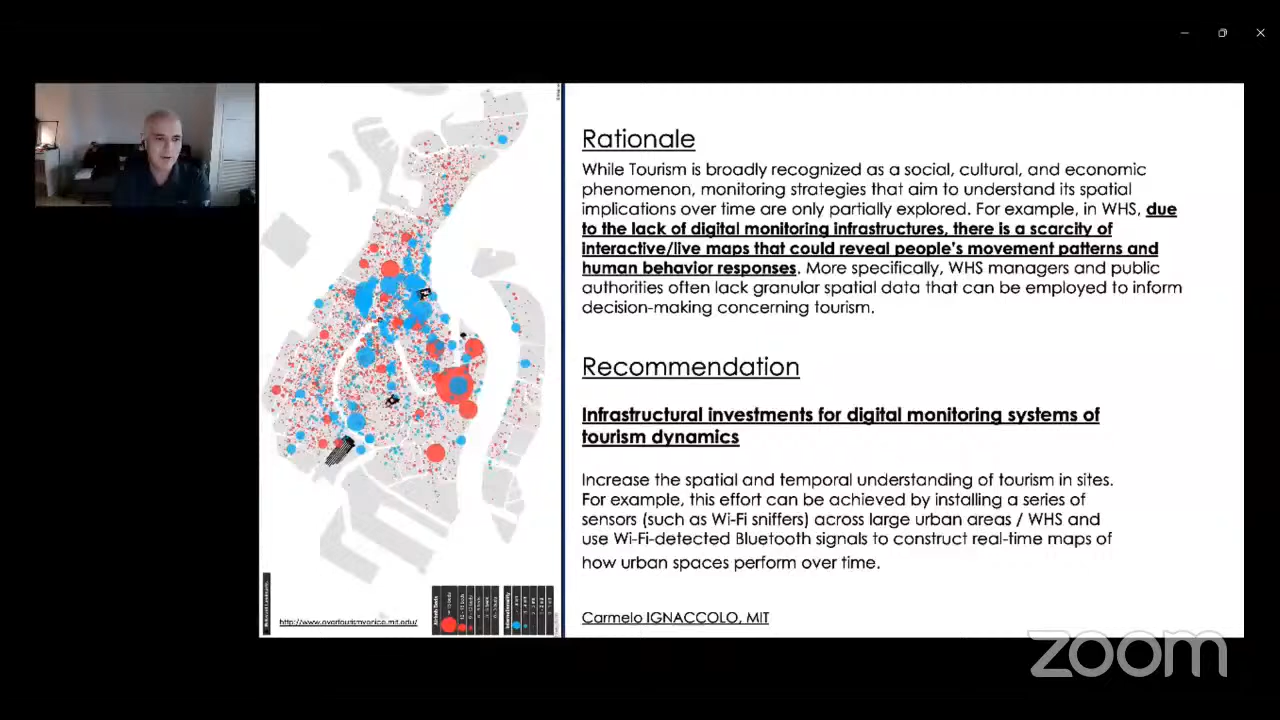 Rationale
While Tourism is broadly recognized as a social, cultural, and economic
phenomenon, monitoring strategies that aim to understand its spatial
implications over time are only partially explored. For example, in WHS, due
to the lack of digital monitoring infrastructures, there is a scarcity of
interactive/live maps that could reveal people's movement patterns and
human behavior responses. More specifically, WHS managers and public
authorities often lack granular spatial data that can be employed to inform
decision-making concerning tourism.
Recommendation
Infrastructural investments for digital monitoring systems of
tourism dynamics
Increase the spatial and temporal understanding of tourism in sites.
For example, this effort can be achieved by installing a series of
sensors (such as Wi-Fi sniffers) across large urban areas / WHS and
use Wi-Fi-detected Bluetooth signals to construct real-time maps of
how urban spaces perform over time.
Carmelo IGNACCOLO, MIT
http://www.overtourismvenice.mit.edu/
zoom